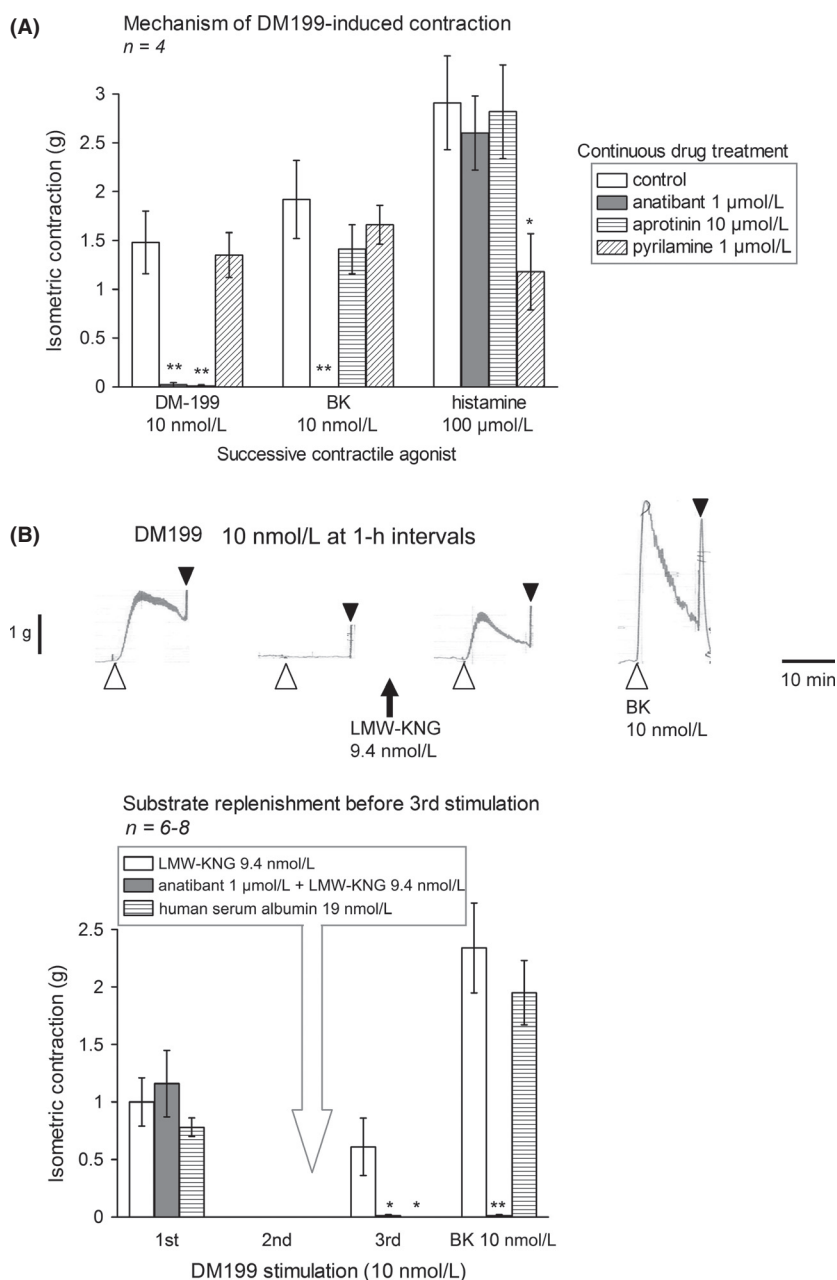 (A)
Mechanism of DM199-induced contraction
n = 4
Isometric contraction (g)
3
2.5
2
1.5
1
0.5
0
**
**
**
*
DM-199
10 nmol/L
BK
10 nmol/L
histamine
100 µmol/L
Successive contractile agonist
Continuous drug treatment
control
anatibant 1 µmol/L
aprotinin 10 µmol/L
pyrilamine 1 µmol/L
(B)
DM199 10 nmol/L at 1-h intervals
1 g
LMW-KNG
9.4 nmol/L
BK
10 nmol/L
10 min
Substrate replenishment before 3rd stimulation
n = 6-8
LMW-KNG 9.4 nmol/L
anatibant 1 µmol/L + LMW-KNG 9.4 nmol/L
human serum albumin 19 nmol/L
Isometric contraction (g)
2.5
2
1.5
1
0.5
0
*
*
**
1st
2nd
3rd
BK 10 nmol/L
DM199 stimulation (10 nmol/L)